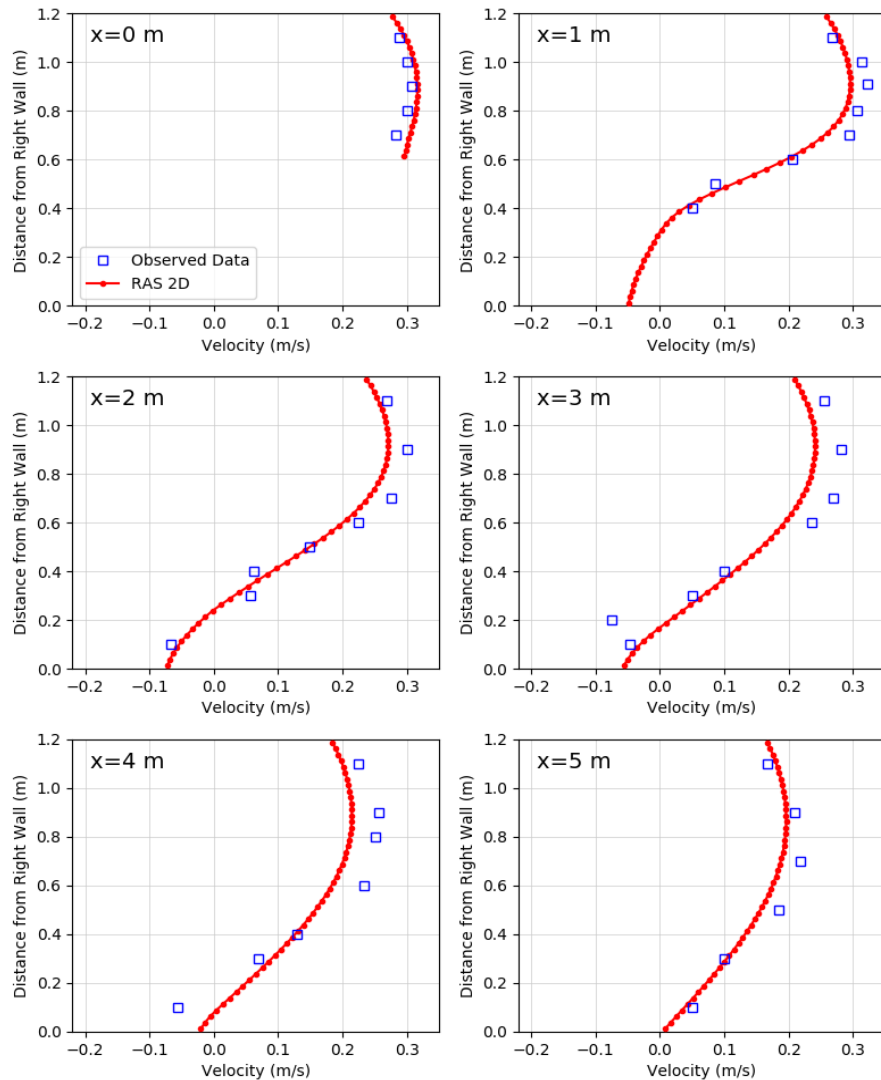 x=0 m
1.2
1.0
0.8
0.6
0.4
0.2
0.0
Distance from Right Wall (m)
Observed Data
RAS 2D
−0.2 −0.1 0.0 0.1 0.2 0.3
Velocity (m/s)
x=1 m
1.2
1.0
0.8
0.6
0.4
0.2
0.0
Distance from Right Wall (m)
−0.2 −0.1 0.0 0.1 0.2 0.3
Velocity (m/s)
x=2 m
1.2
1.0
0.8
0.6
0.4
0.2
0.0
Distance from Right Wall (m)
−0.2 −0.1 0.0 0.1 0.2 0.3
Velocity (m/s)
x=3 m
1.2
1.0
0.8
0.6
0.4
0.2
0.0
Distance from Right Wall (m)
−0.2 −0.1 0.0 0.1 0.2 0.3
Velocity (m/s)
x=4 m
1.2
1.0
0.8
0.6
0.4
0.2
0.0
Distance from Right Wall (m)
−0.2 −0.1 0.0 0.1 0.2 0.3
Velocity (m/s)
x=5 m
1.2
1.0
0.8
0.6
0.4
0.2
0.0
Distance from Right Wall (m)
−0.2 −0.1 0.0 0.1 0.2 0.3
Velocity (m/s)